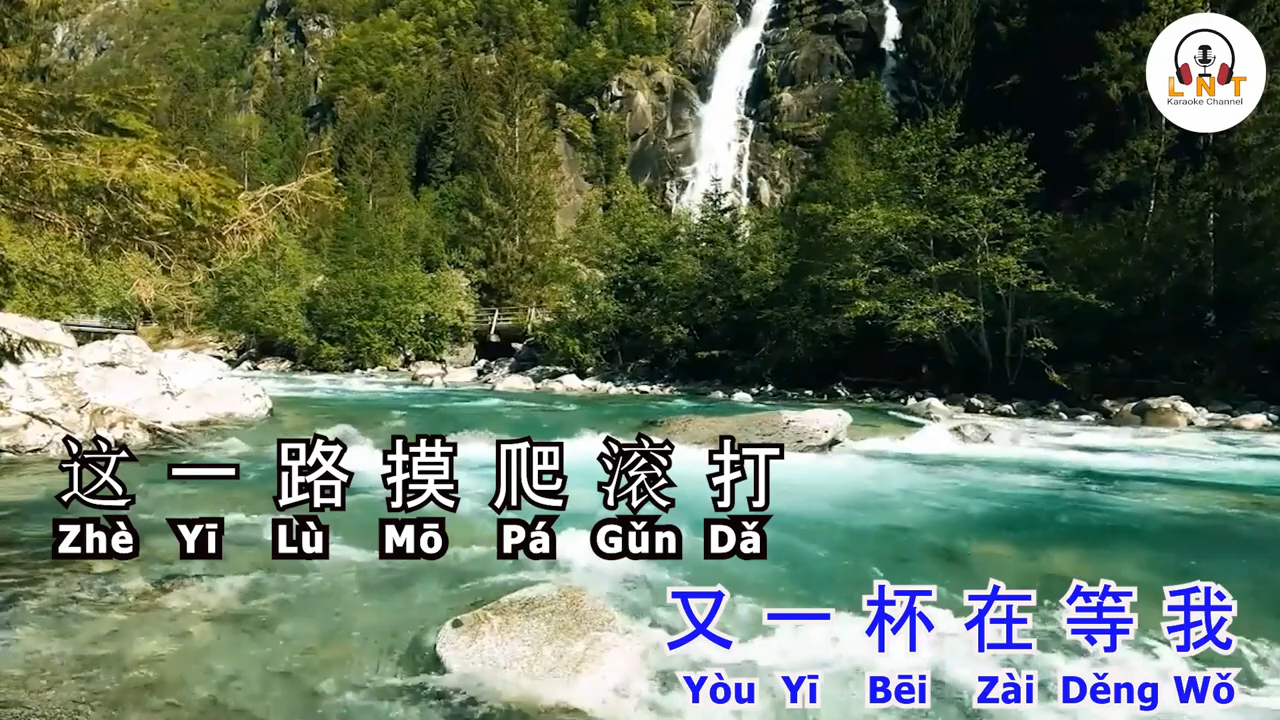 L N T
Karaoke Channel
这一路摸爬滚打
Zhè Yī Lù Mō Pá Gǔn Dǎ
又一杯在等我
Yòu Yī Bēi Zài Děng Wǒ